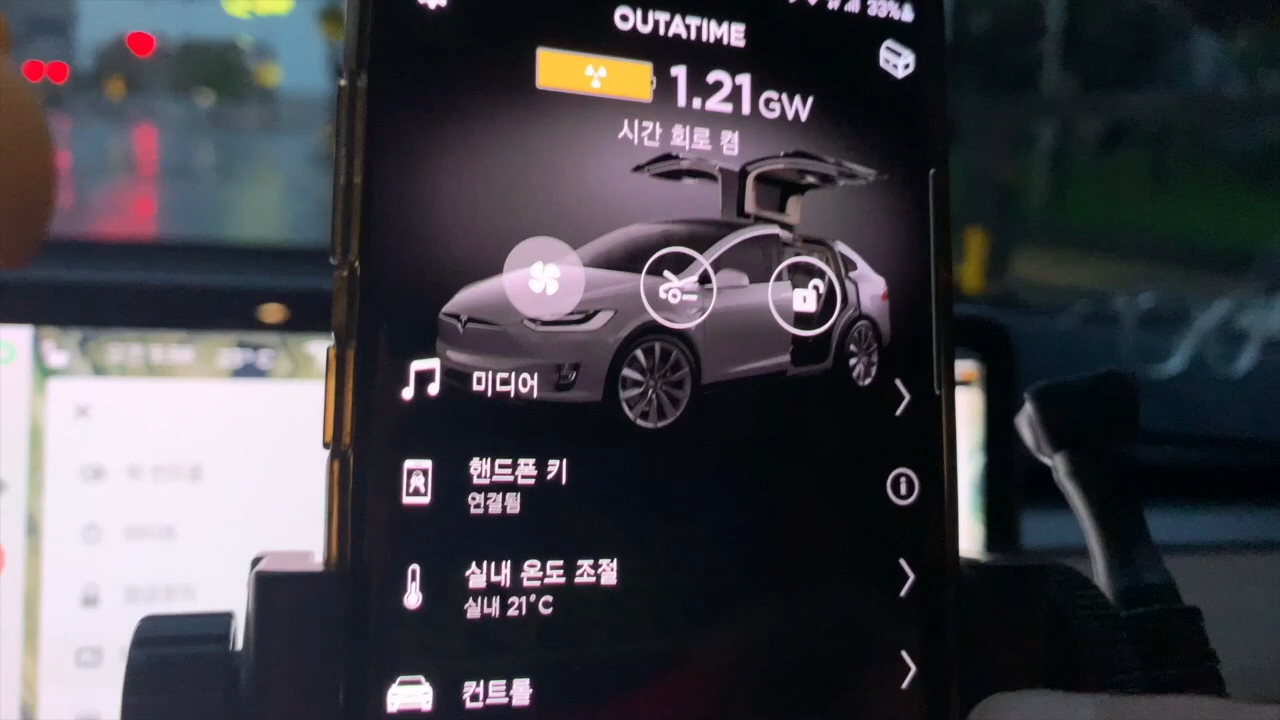 33%
OUTATIME
1.21 GW
시간 회로 켬
미디어
핸드폰 키
연결됨
실내 온도 조절
실내 21°C
컨트롤